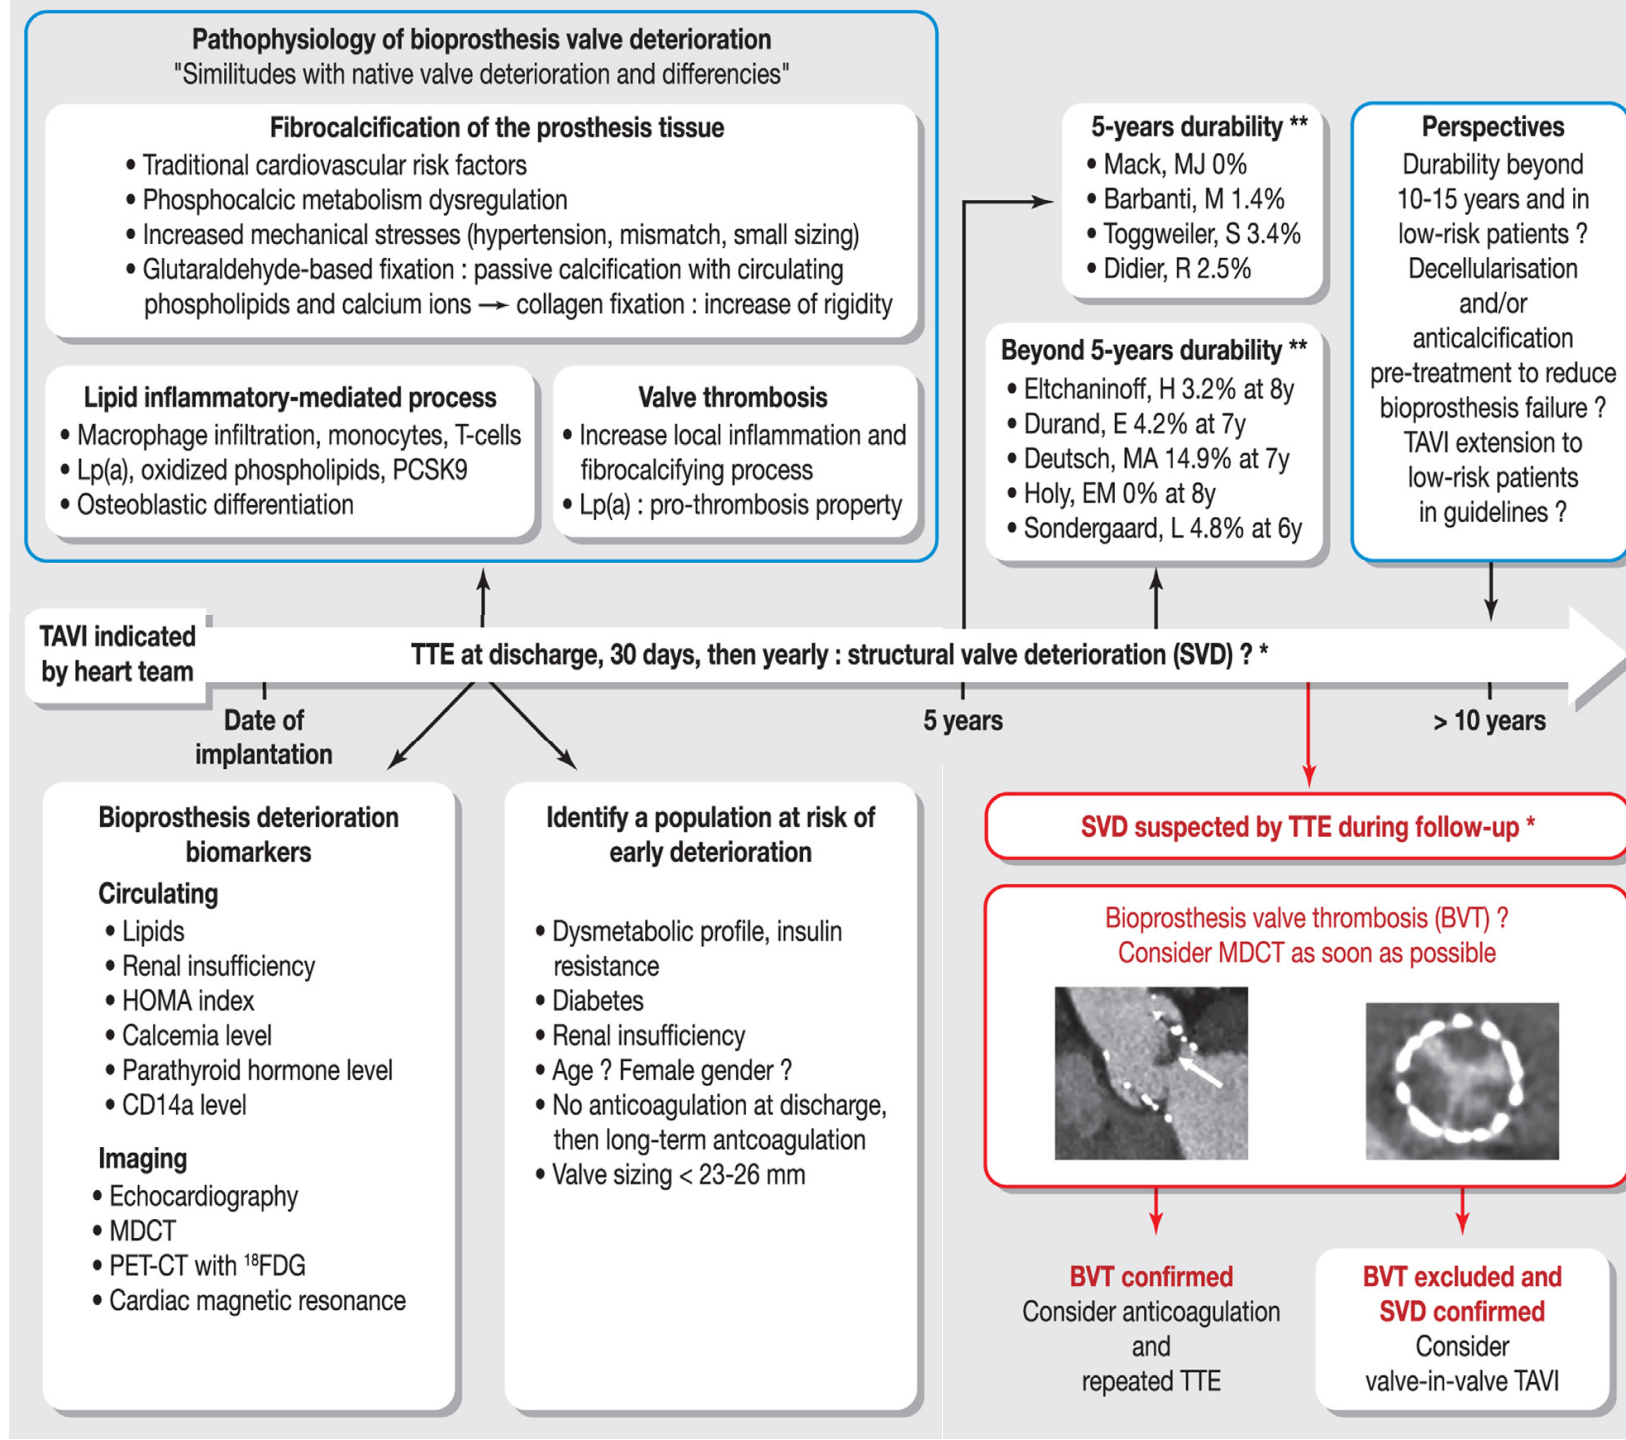 Pathophysiology of bioprosthesis valve deterioration
"Similitudes with native valve deterioration and differencies"
Fibrocalcification of the prosthesis tissue
• Traditional cardiovascular risk factors
• Phosphocalcic metabolism dysregulation
• Increased mechanical stresses (hypertension, mismatch, small sizing)
• Glutaraldehyde-based fixation : passive calcification with circulating
phospholipids and calcium ions → collagen fixation : increase of rigidity
Lipid inflammatory-mediated process
• Macrophage infiltration, monocytes, T-cells
• Lp(a), oxidized phospholipids, PCSK9
• Osteoblastic differentiation
Valve thrombosis
• Increase local inflammation and
fibrocalcifying process
• Lp(a) : pro-thrombosis property
5-years durability **
• Mack, MJ 0%
• Barbanti, M 1.4%
• Toggweiler, S 3.4%
• Didier, R 2.5%
Beyond 5-years durability **
• Eltchaninoff, H 3.2% at 8y
• Durand, E 4.2% at 7y
• Deutsch, MA 14.9% at 7y
• Holy, EM 0% at 8y
• Sondergaard, L 4.8% at 6y
Perspectives
Durability beyond
10-15 years and in
low-risk patients ?
Decellularisation
and/or
anticalcification
pre-treatment to reduce
bioprosthesis failure ?
TAVI extension to
low-risk patients
in guidelines ?
TAVI indicated
by heart team
TTE at discharge, 30 days, then yearly : structural valve deterioration (SVD) ? *
Date of
implantation
5 years
> 10 years
Bioprosthesis deterioration
biomarkers
Circulating
• Lipids
• Renal insufficiency
• HOMA index
• Calcemia level
• Parathyroid hormone level
• CD14a level
Imaging
• Echocardiography
• MDCT
• PET-CT with ¹⁸FDG
• Cardiac magnetic resonance
Identify a population at risk of
early deterioration
• Dysmetabolic profile, insulin
resistance
• Diabetes
• Renal insufficiency
• Age ? Female gender ?
• No anticoagulation at discharge,
then long-term antcoagulation
• Valve sizing < 23-26 mm
SVD suspected by TTE during follow-up *
Bioprosthesis valve thrombosis (BVT) ?
Consider MDCT as soon as possible
BVT confirmed
Consider anticoagulation
and
repeated TTE
BVT excluded and
SVD confirmed
Consider
valve-in-valve TAVI